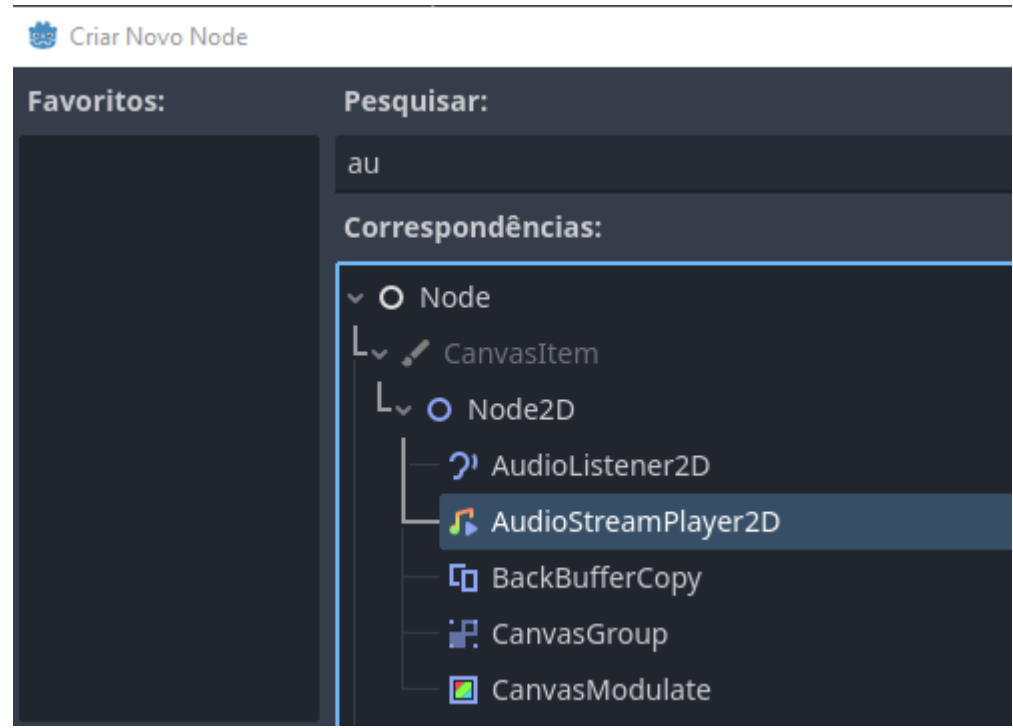 Criar Novo Node
Favoritos:
Pesquisar:
au
Correspondências:
Node
CanvasItem
Node2D
AudioListener2D
AudioStreamPlayer2D
BackBufferCopy
CanvasGroup
CanvasModulate